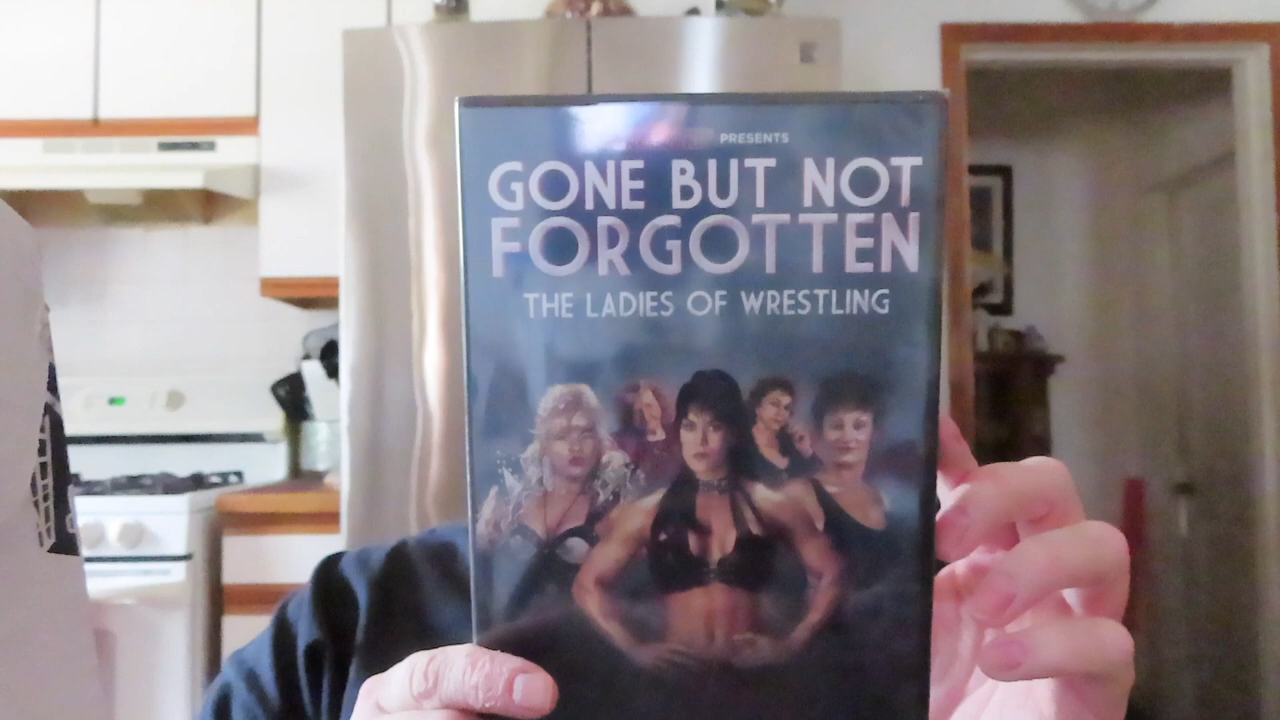 PRESENTS
GONE BUT NOT
FORGOTTEN
THE LADIES OF WRESTLING